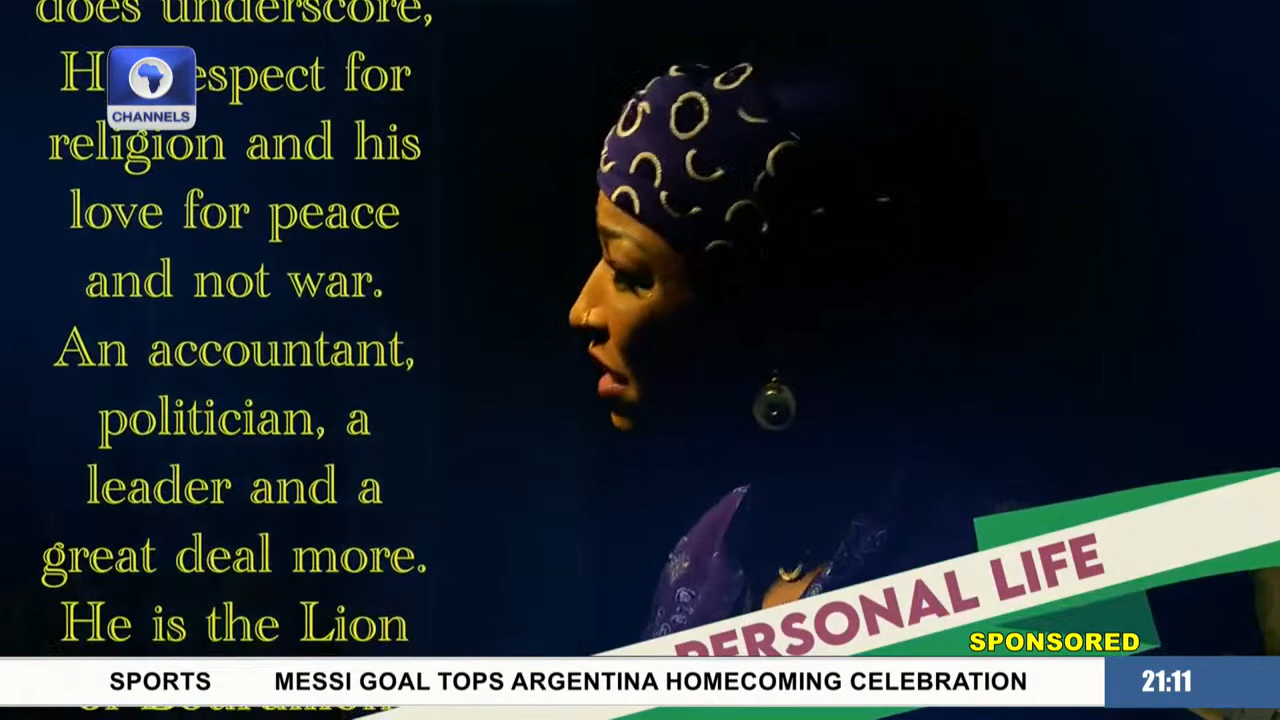 does underscore,
H espect for
religion and his
love for peace
and not war.
An accountant,
politician, a
leader and a
great deal more.
He is the Lion
CHANNELS
PERSONAL LIFE
SPONSORED
SPORTS MESSI GOAL TOPS ARGENTINA HOMECOMING CELEBRATION 21:11